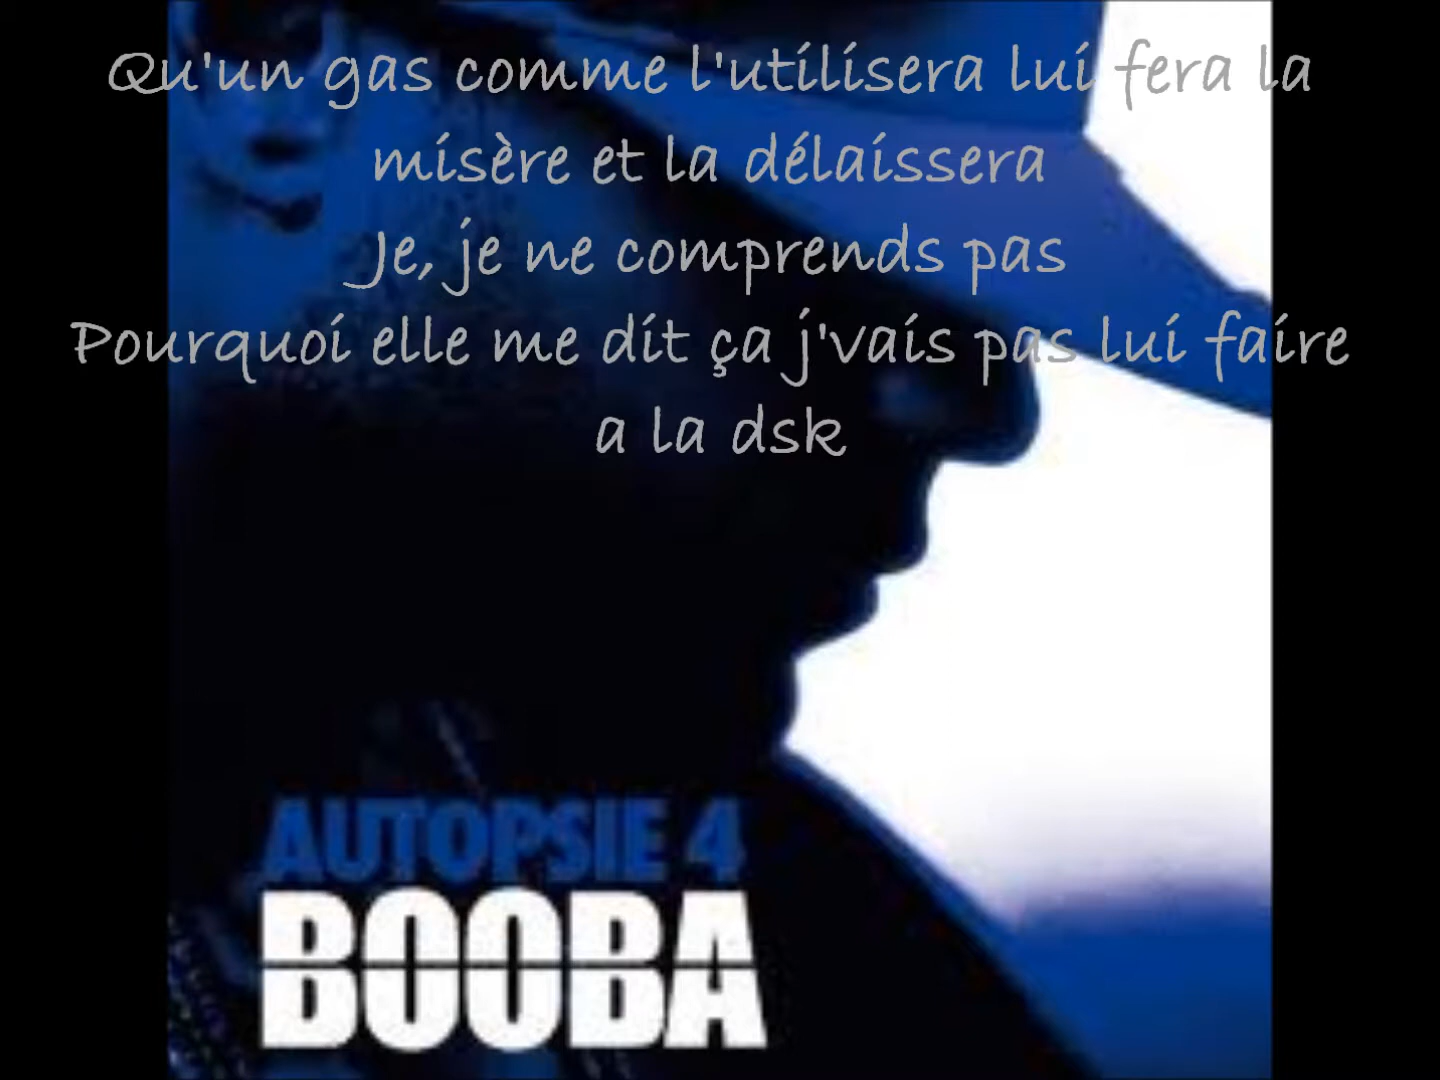 Qu'un gas comme l'utilisera lui fera la
misère et la délaissera
Je, je ne comprends pas
Pourquoi elle me dit ça j'vais pas lui faire
a la dsk
AUTOPSIE 4
BOOBA